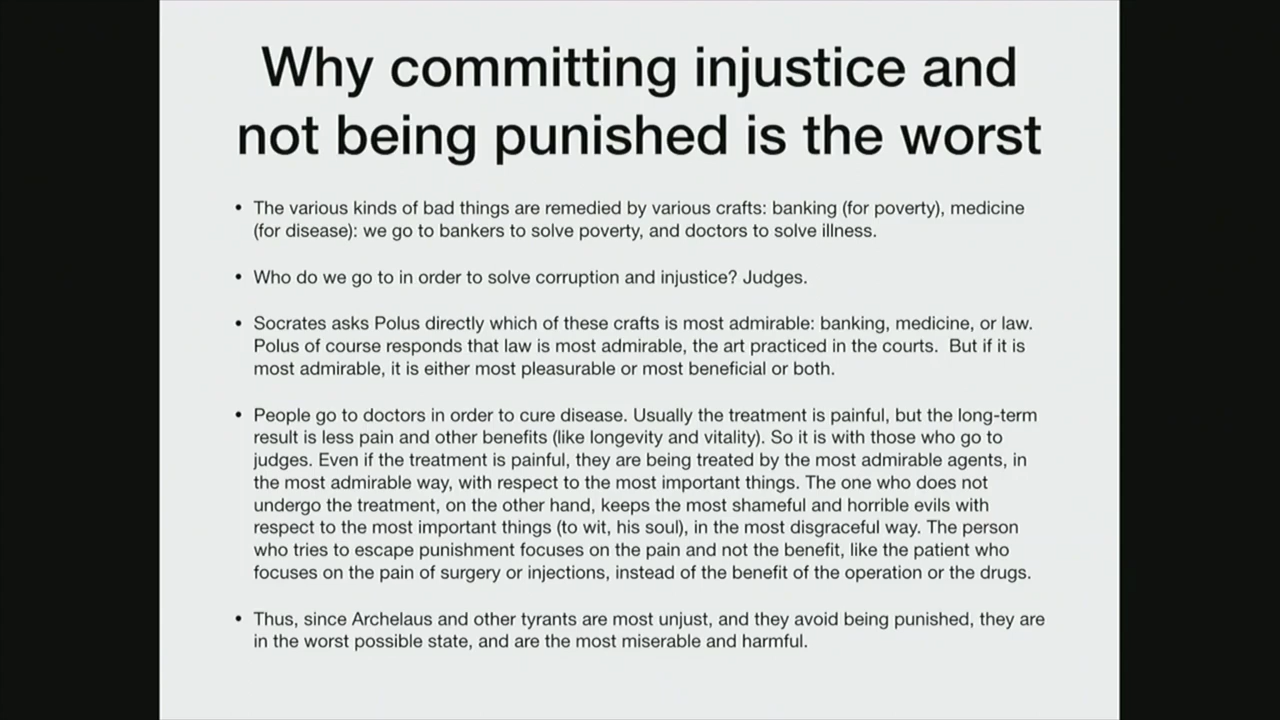 Why committing injustice and
not being punished is the worst
• The various kinds of bad things are remedied by various crafts: banking (for poverty), medicine
(for disease): we go to bankers to solve poverty, and doctors to solve illness.
• Who do we go to in order to solve corruption and injustice? Judges.
• Socrates asks Polus directly which of these crafts is most admirable: banking, medicine, or law.
Polus of course responds that law is most admirable, the art practiced in the courts.  But if it is
most admirable, it is either most pleasurable or most beneficial or both.
• People go to doctors in order to cure disease. Usually the treatment is painful, but the long-term
result is less pain and other benefits (like longevity and vitality). So it is with those who go to
judges. Even if the treatment is painful, they are being treated by the most admirable agents, in
the most admirable way, with respect to the most important things. The one who does not
undergo the treatment, on the other hand, keeps the most shameful and horrible evils with
respect to the most important things (to wit, his soul), in the most disgraceful way. The person
who tries to escape punishment focuses on the pain and not the benefit, like the patient who
focuses on the pain of surgery or injections, instead of the benefit of the operation or the drugs.
• Thus, since Archelaus and other tyrants are most unjust, and they avoid being punished, they are
in the worst possible state, and are the most miserable and harmful.